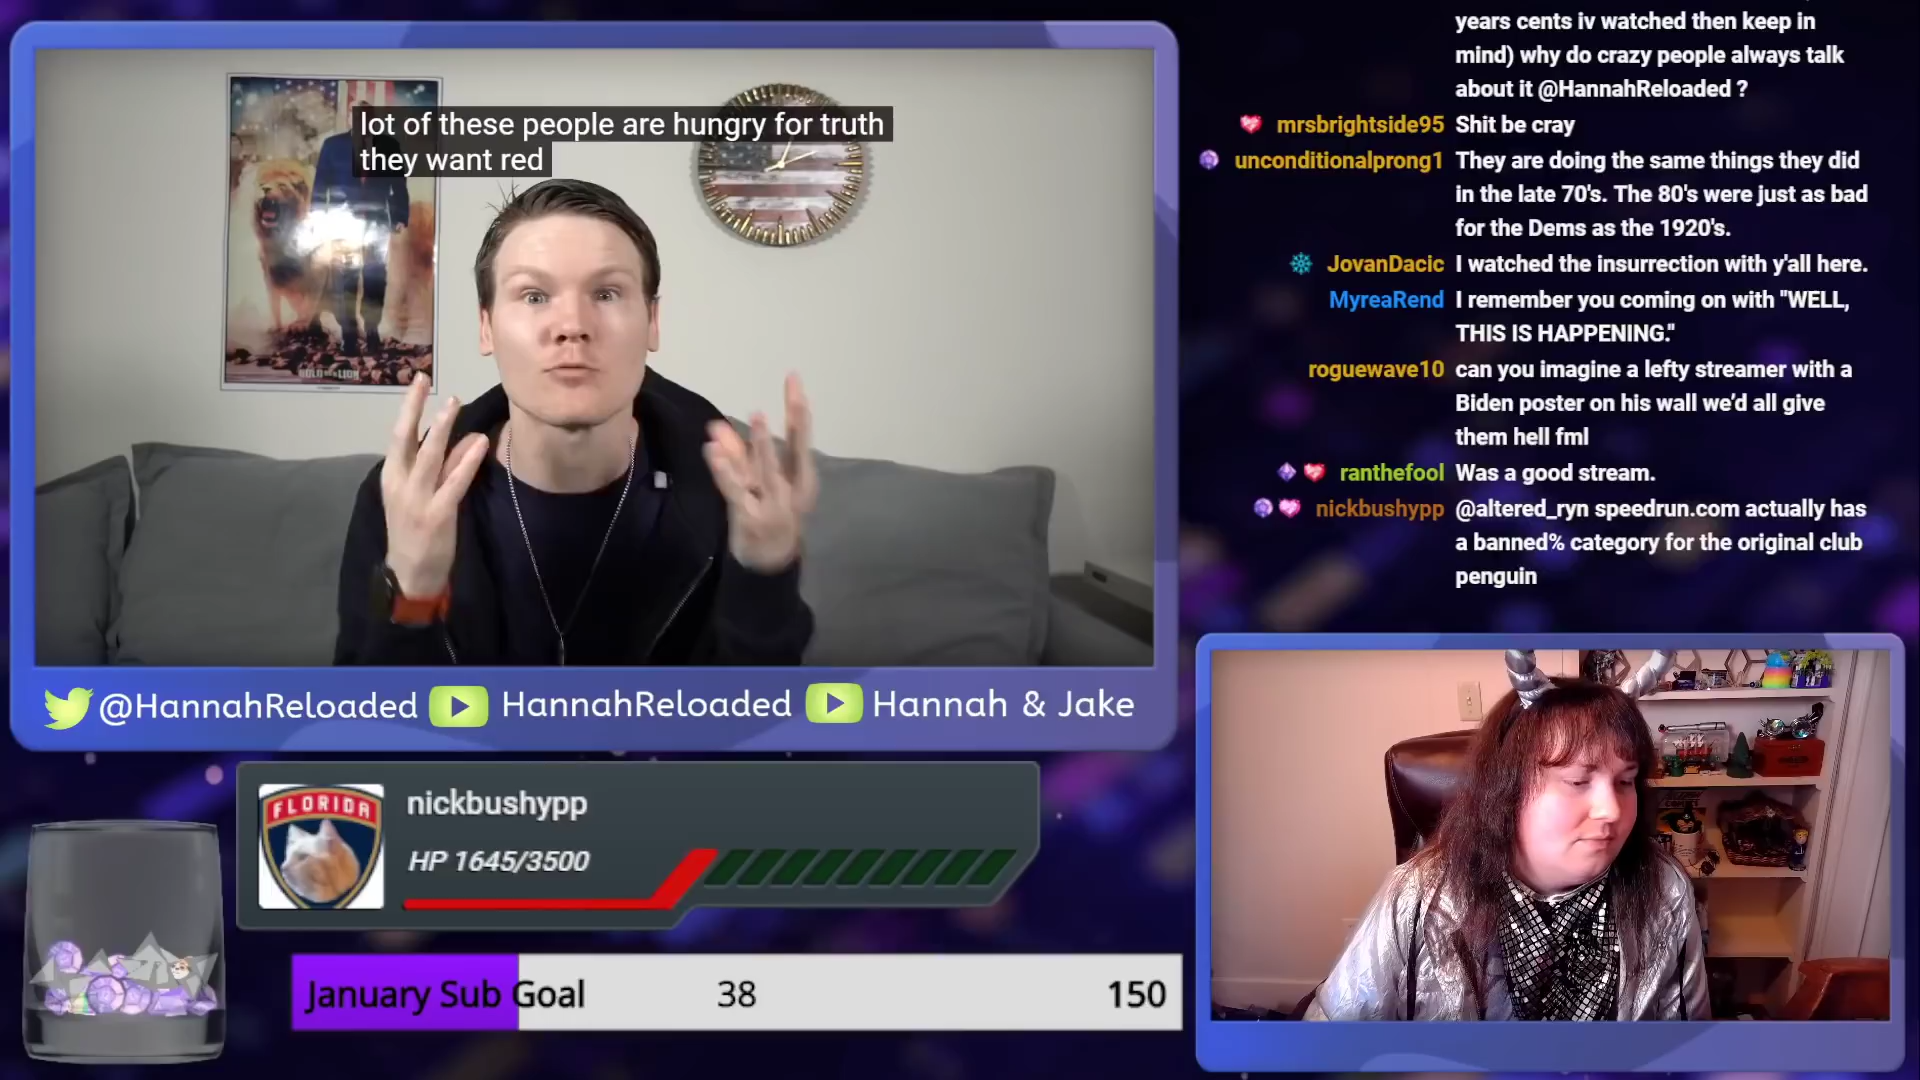 lot of these people are hungry for truth
they want red
@HannahReloaded
HannahReloaded
Hannah & Jake
FLORIDA
nickbushypp
HP 1645/3500
January Sub Goal
38
150
years cents iv watched then keep in
mind) why do crazy people always talk
about it @HannahReloaded ?
mrsbrightside95 Shit be cray
unconditionalprong1 They are doing the same things they did
in the late 70's. The 80's were just as bad
for the Dems as the 1920's.
JovanDacic I watched the insurrection with y'all here.
MyreaRend I remember you coming on with "WELL,
THIS IS HAPPENING."
roguewave10 can you imagine a lefty streamer with a
Biden poster on his wall we’d all give
them hell fml
ranthefool Was a good stream.
nickbushypp @altered_ryn speedrun.com actually has
a banned% category for the original club
penguin